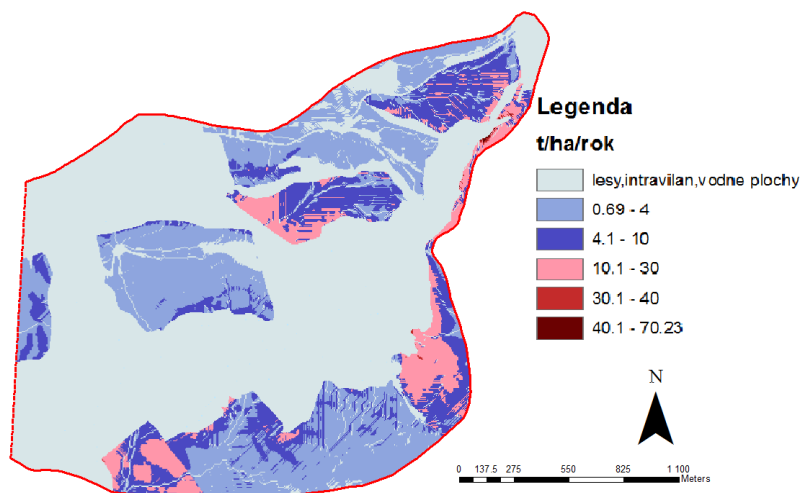 Legenda
t/ha/rok
lesy,intravilan,vodne plochy
0.69 - 4
4.1 - 10
10.1 - 30
30.1 - 40
40.1 - 70.23
N
0 137.5 275 550 825 1 100
Meters